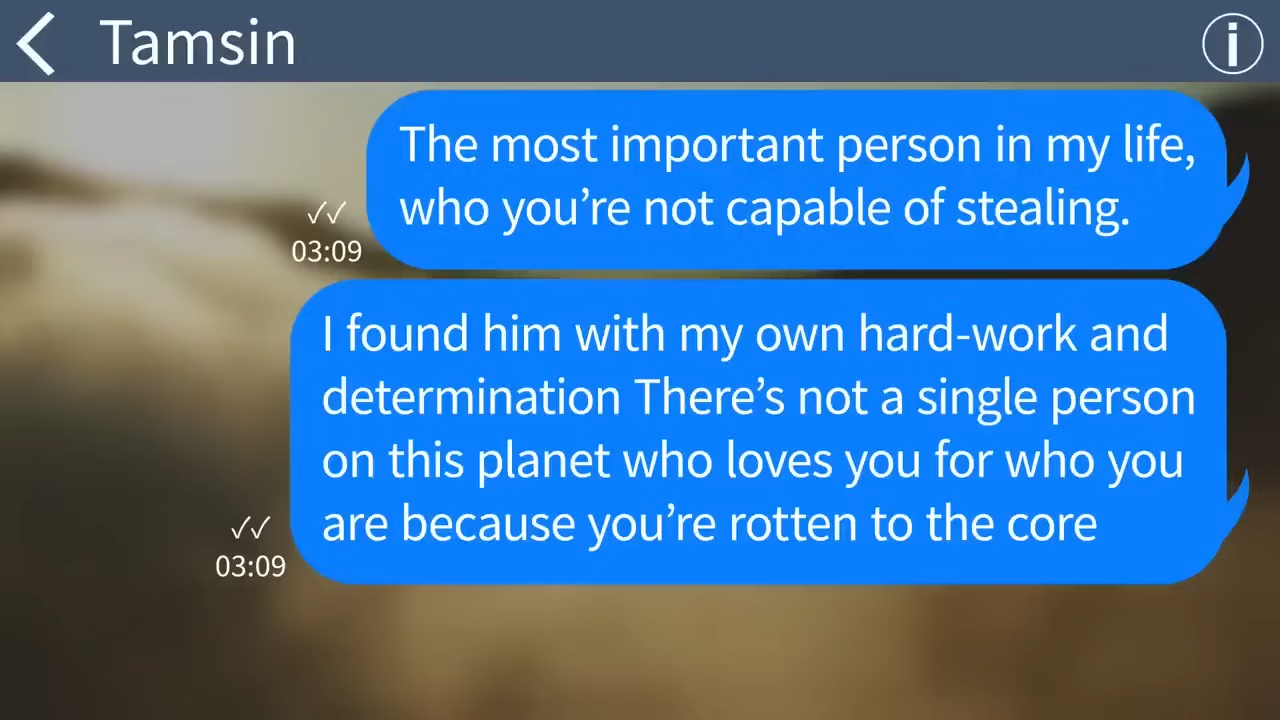 Tamsin
The most important person in my life,
who you’re not capable of stealing.
03:09
I found him with my own hard-work and
determination There’s not a single person
on this planet who loves you for who you
are because you’re rotten to the core
03:09